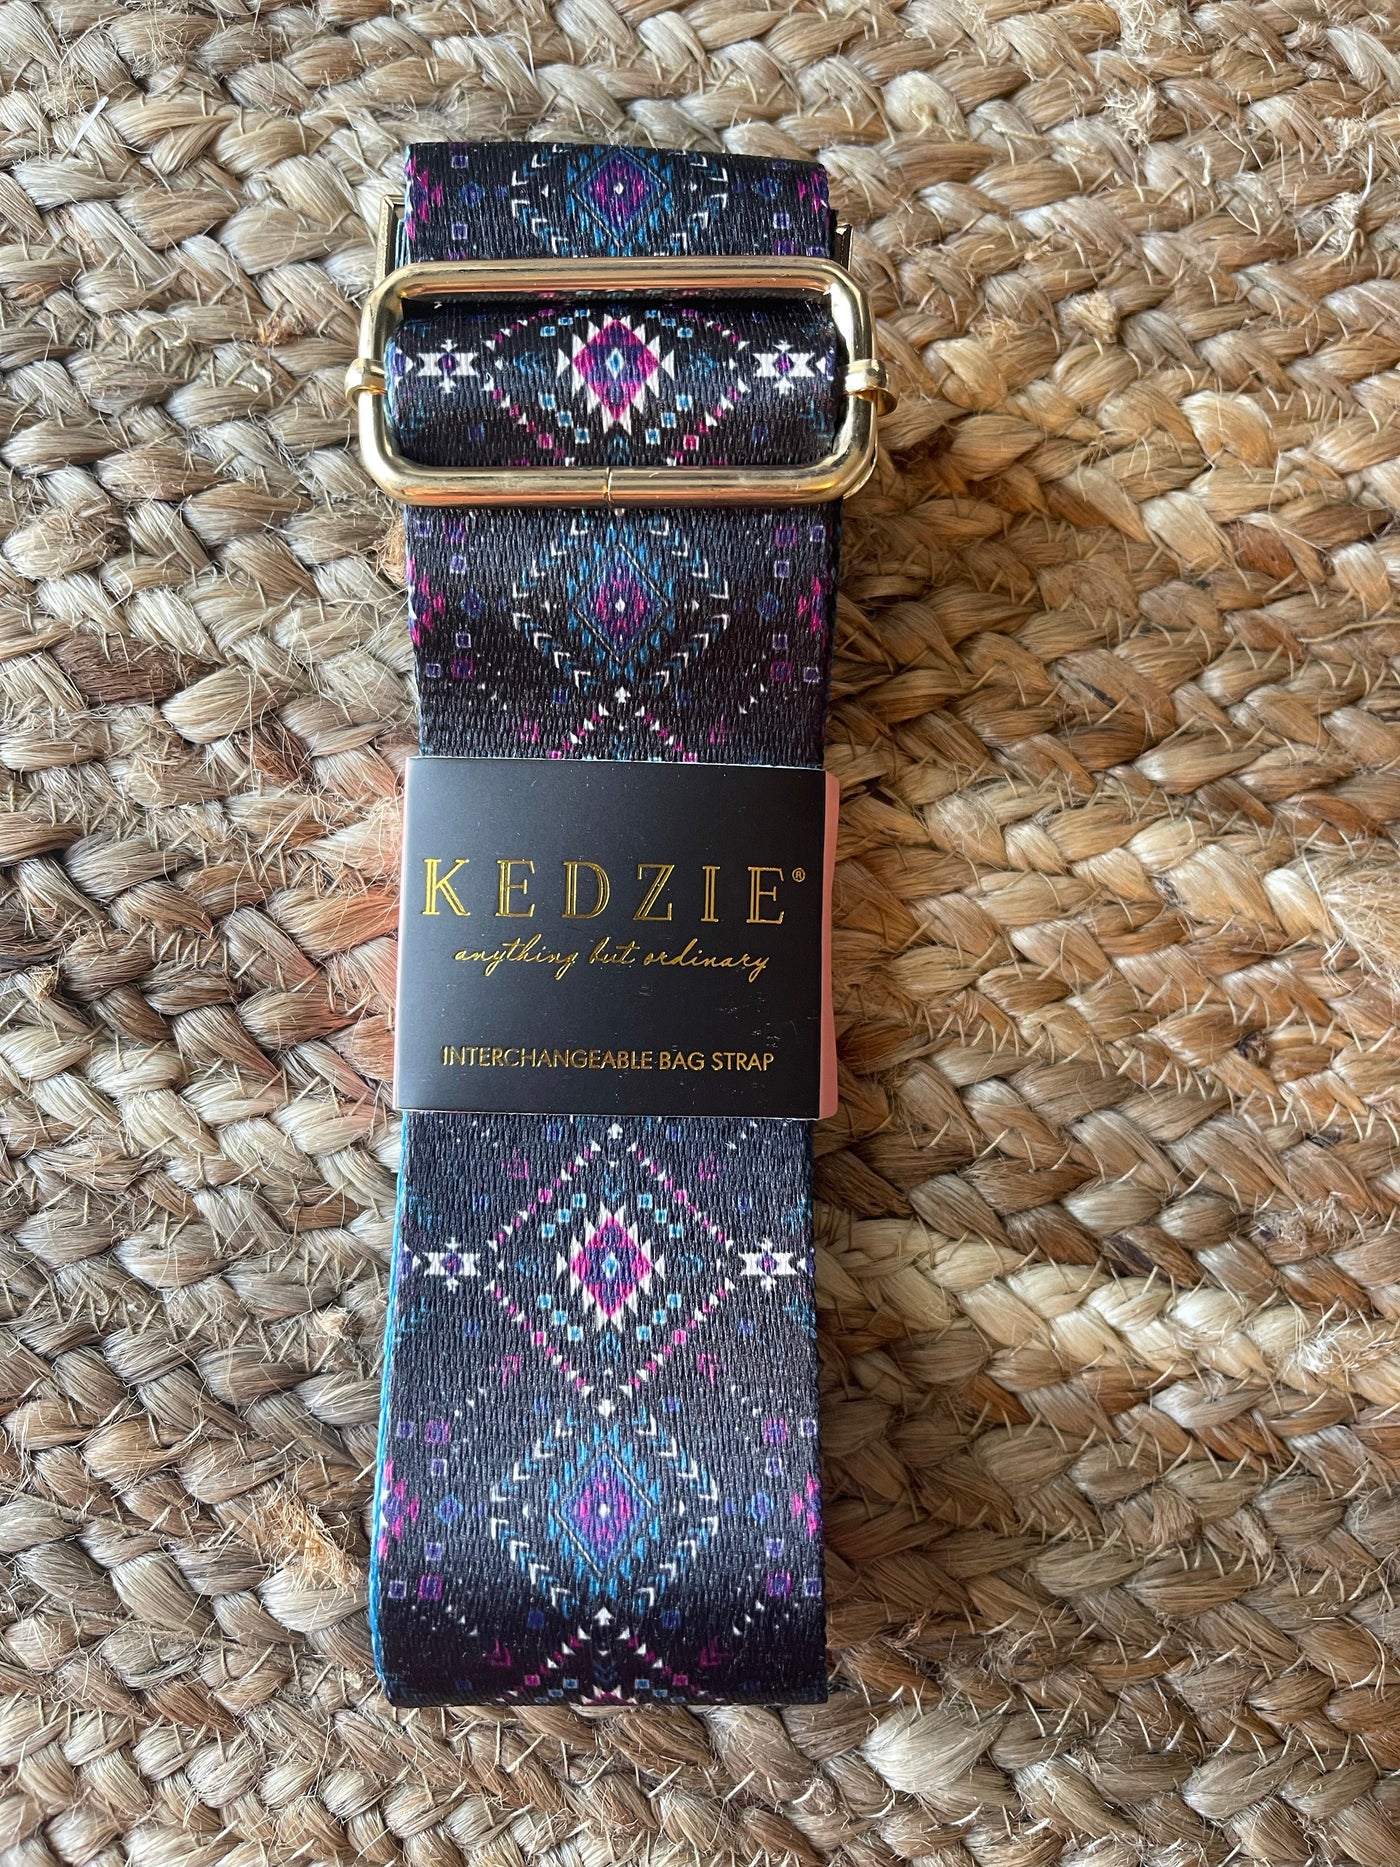 KEDZIE®
anything but ordinary
INTERCHANGEABLE BAG STRAP